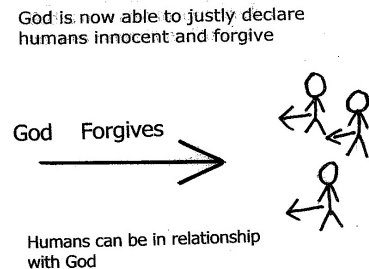 God is now able to justly declare
humans innocent and forgive
God Forgives
Humans can be in relationship
with God